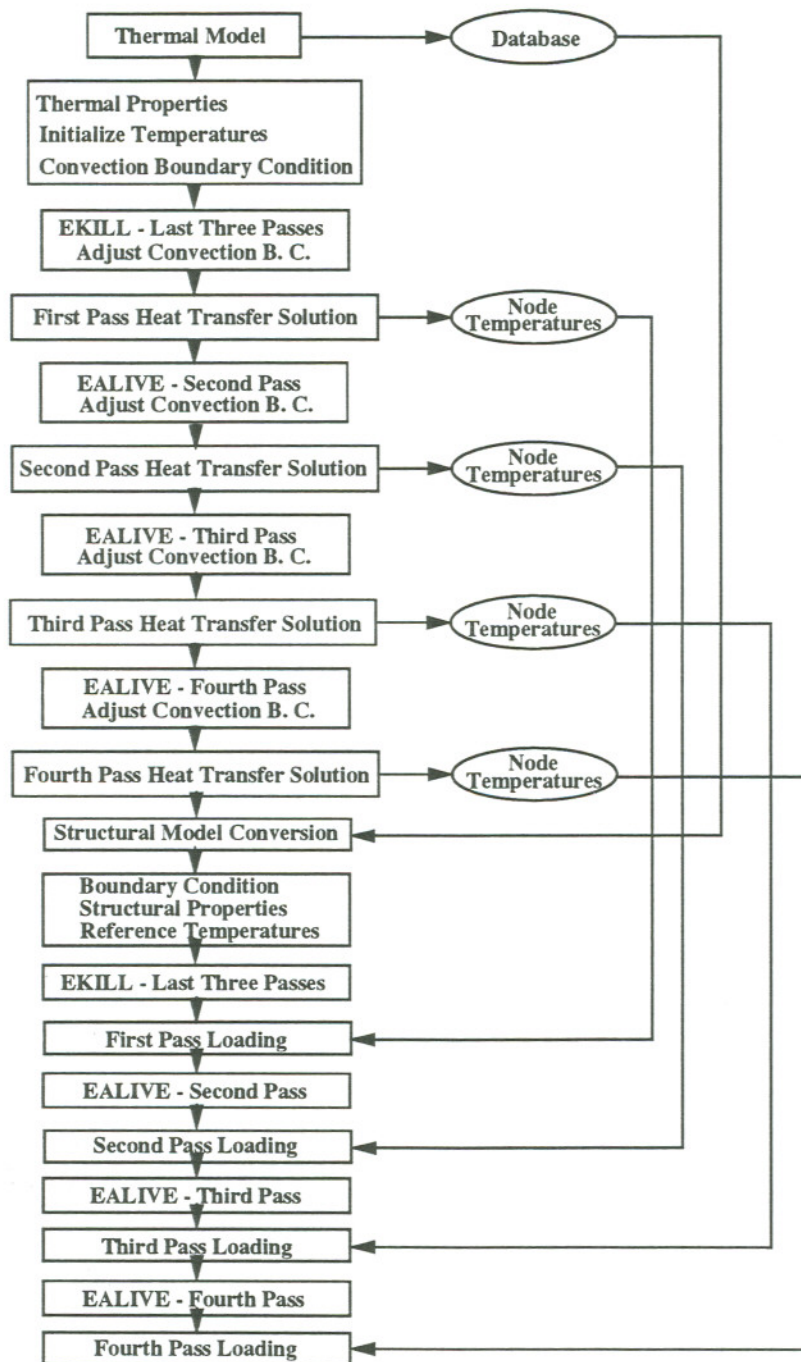 Thermal Model
Database
Thermal Properties
Initialize Temperatures
Convection Boundary Condition
EKILL - Last Three Passes
Adjust Convection B. C.
First Pass Heat Transfer Solution
Node
Temperatures
EALIVE - Second Pass
Adjust Convection B. C.
Second Pass Heat Transfer Solution
Node
Temperatures
EALIVE - Third Pass
Adjust Convection B. C.
Third Pass Heat Transfer Solution
Node
Temperatures
EALIVE - Fourth Pass
Adjust Convection B. C.
Fourth Pass Heat Transfer Solution
Node
Temperatures
Structural Model Conversion
Boundary Condition
Structural Properties
Reference Temperatures
EKILL - Last Three Passes
First Pass Loading
EALIVE - Second Pass
Second Pass Loading
EALIVE - Third Pass
Third Pass Loading
EALIVE - Fourth Pass
Fourth Pass Loading